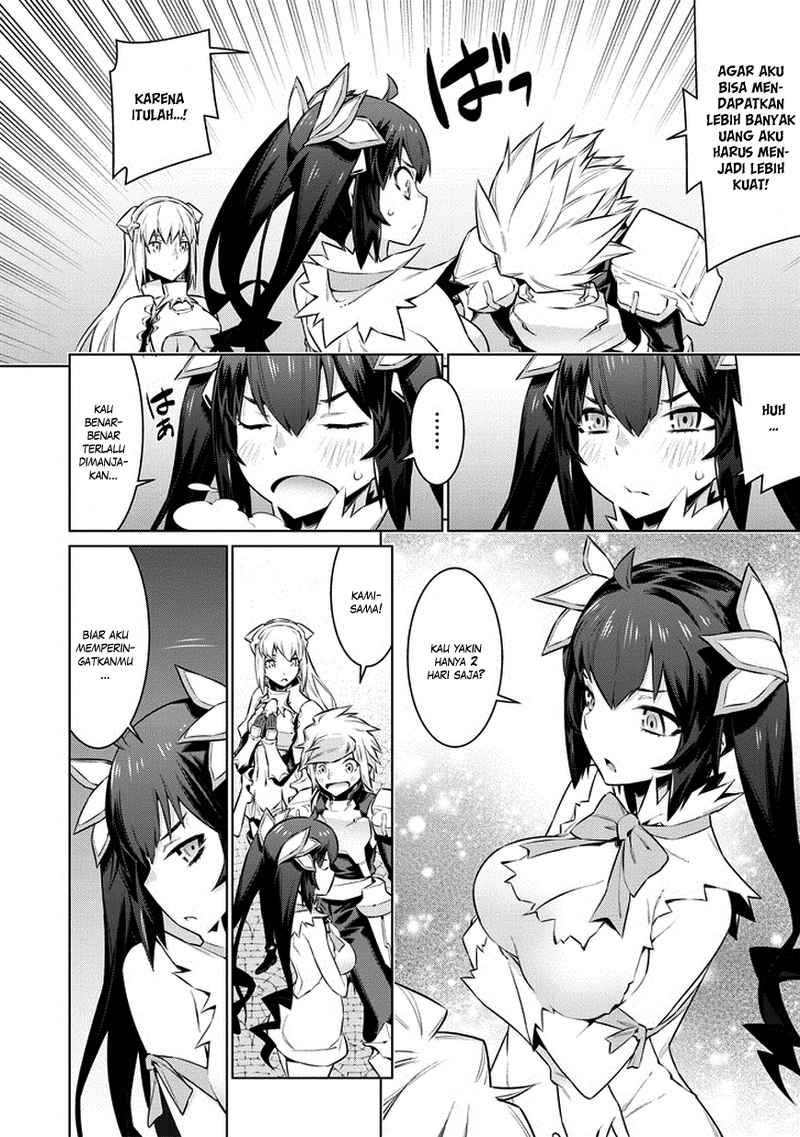 AGAR AKU
BISA MEN-
DAPATKAN
LEBIH BANYAK
UANG AKU
HARUS MEN-
JADI LEBIH
KUAT!
ばっ
KARENA
ITULAH...!
HUH
...
......
はぁ
KAU
BENAR-
BENAR
TERLALU
DIMANJA-
KAN...
KAU YAKIN
HANYA 2
HARI SAJA?
KAMI-
SAMA!
BIAR AKU
MEMPERIN-
GATKANMU
...